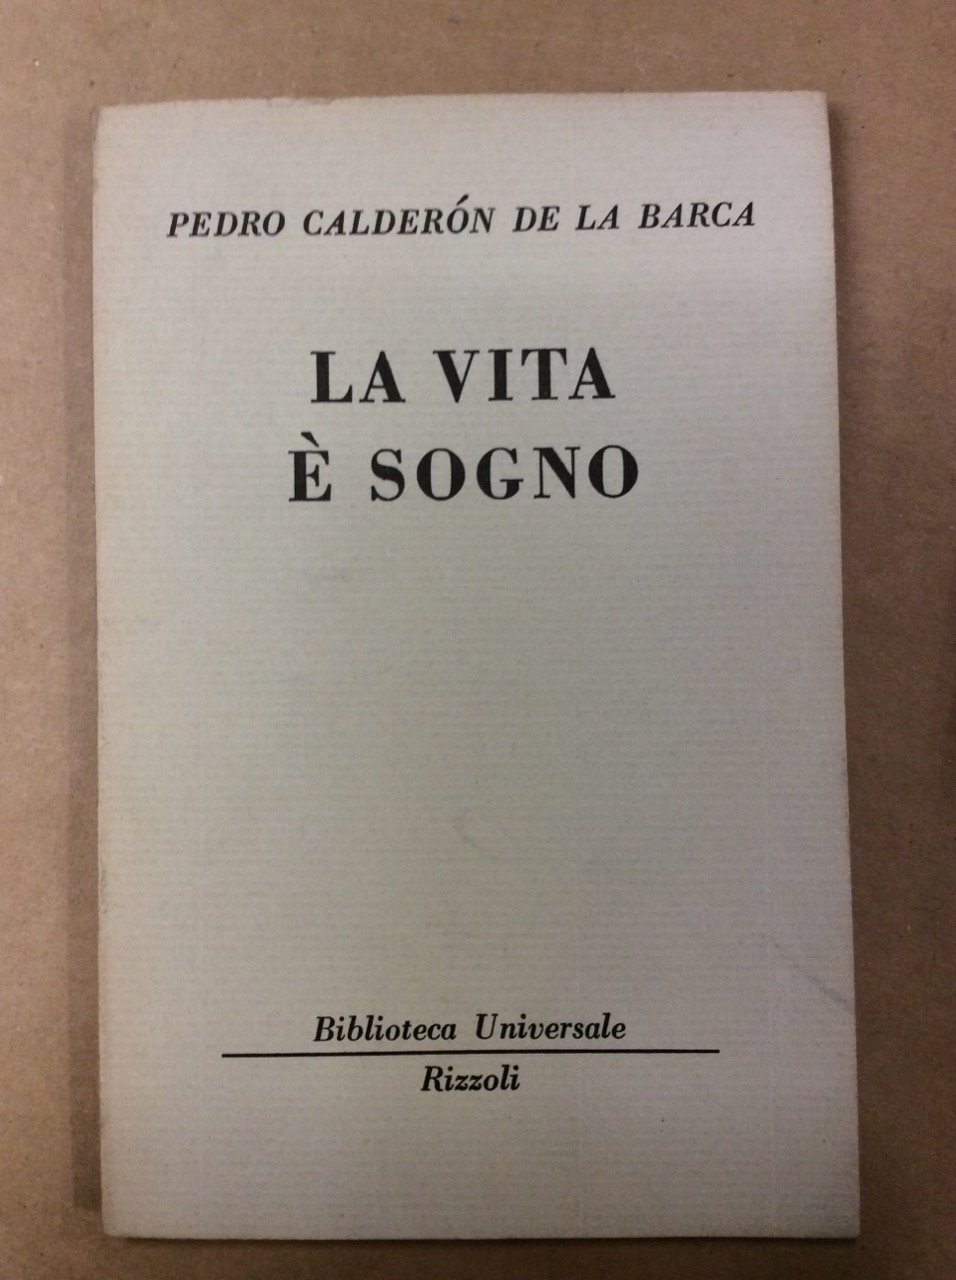 PEDRO CALDERÓN DE LA BARCA
LA VITA
È SOGNO
Biblioteca Universale
Rizzoli